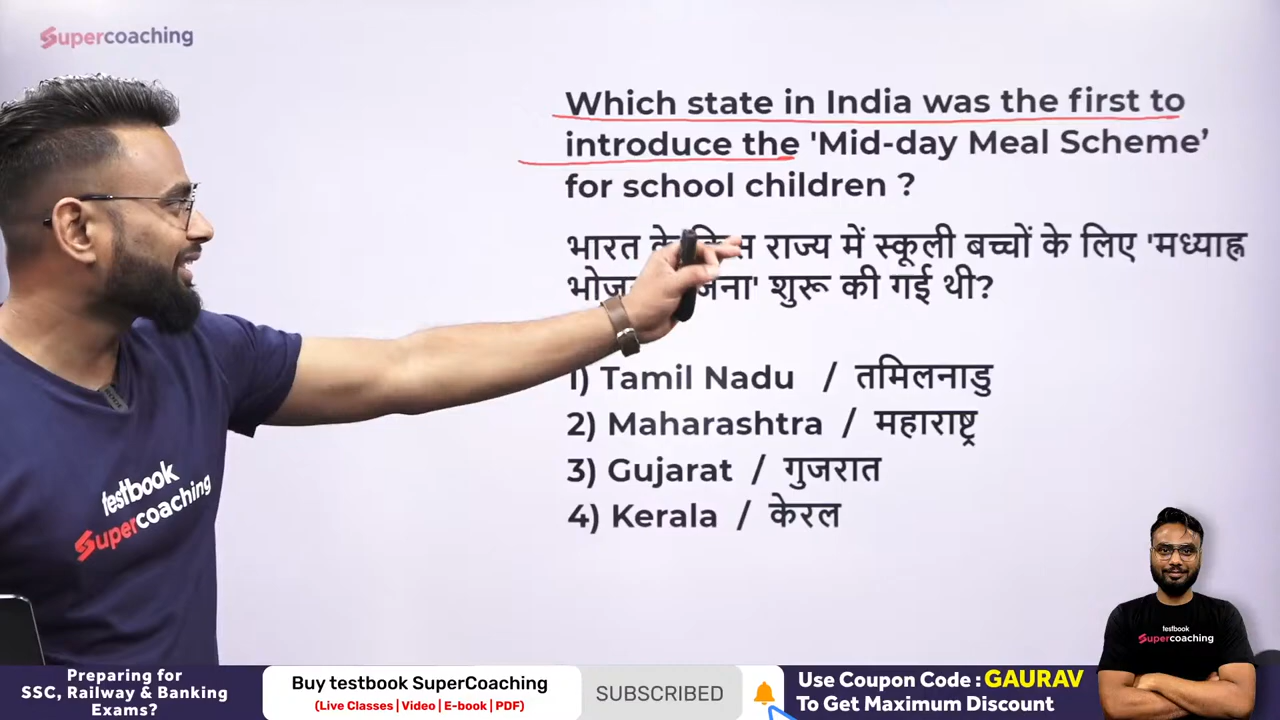 Supercoaching
Which state in India was the first to
introduce the 'Mid-day Meal Scheme’
for school children ?
भारत के किस राज्य में स्कूली बच्चों के लिए 'मध्याह्न
' शुरू की गई थी?
1) Tamil Nadu / तमिलनाडु
2) Maharashtra / महाराष्ट्र
3) Gujarat / गुजरात
4) Kerala / केरल
testbook
Supercoaching
testbook
Supercoaching
Preparing for
SSC, Railway & Banking
Exams?
Buy testbook SuperCoaching
(Live Classes | Video | E-book | PDF)
SUBSCRIBED
Use Coupon Code : GAURAV
To Get Maximum Discount